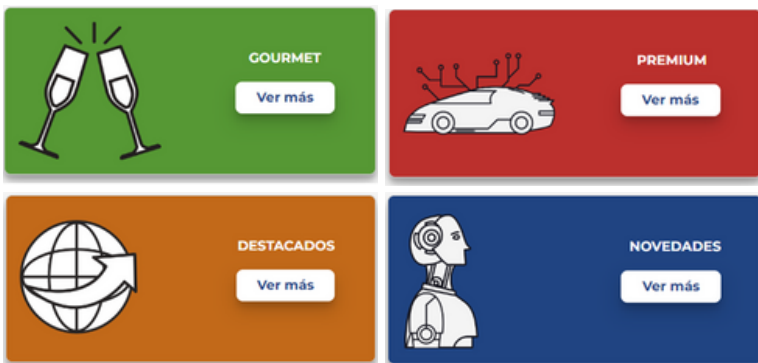 GOURMET
Ver más
PREMIUM
Ver más
DESTACADOS
Ver más
NOVEDADES
Ver más